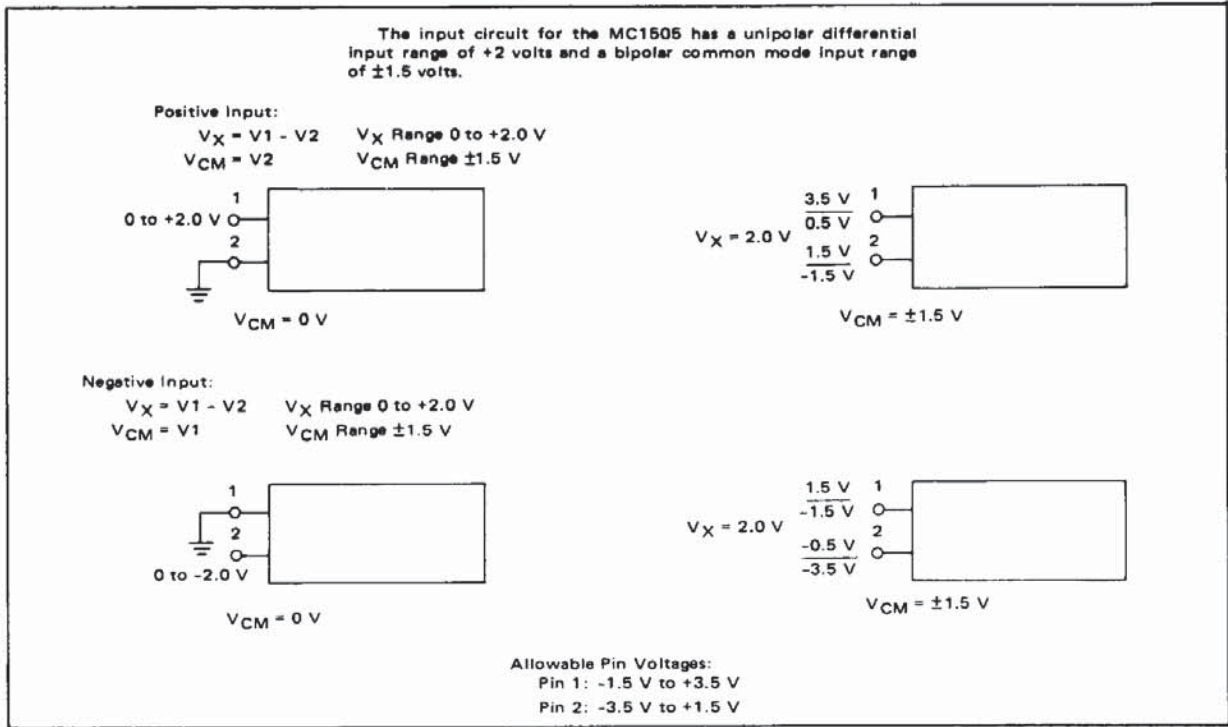 The input circuit for the MC1505 has a unipolar differential
input range of +2 volts and a bipolar common mode input range
of ±1.5 volts.
Positive Input:
VX = V1 - V2 VX Range 0 to +2.0 V
VCM = V2 VCM Range ±1.5 V
1
0 to +2.0 V
2
VCM = 0 V
3.5 V 1
0.5 V
VX = 2.0 V
1.5 V 2
-1.5 V
VCM = ±1.5 V
Negative Input:
VX = V1 - V2 VX Range 0 to +2.0 V
VCM = V1 VCM Range ±1.5 V
1
2
0 to -2.0 V
VCM = 0 V
1.5 V 1
-1.5 V
VX = 2.0 V
-0.5 V 2
-3.5 V
VCM = ±1.5 V
Allowable Pin Voltages:
Pin 1: -1.5 V to +3.5 V
Pin 2: -3.5 V to +1.5 V